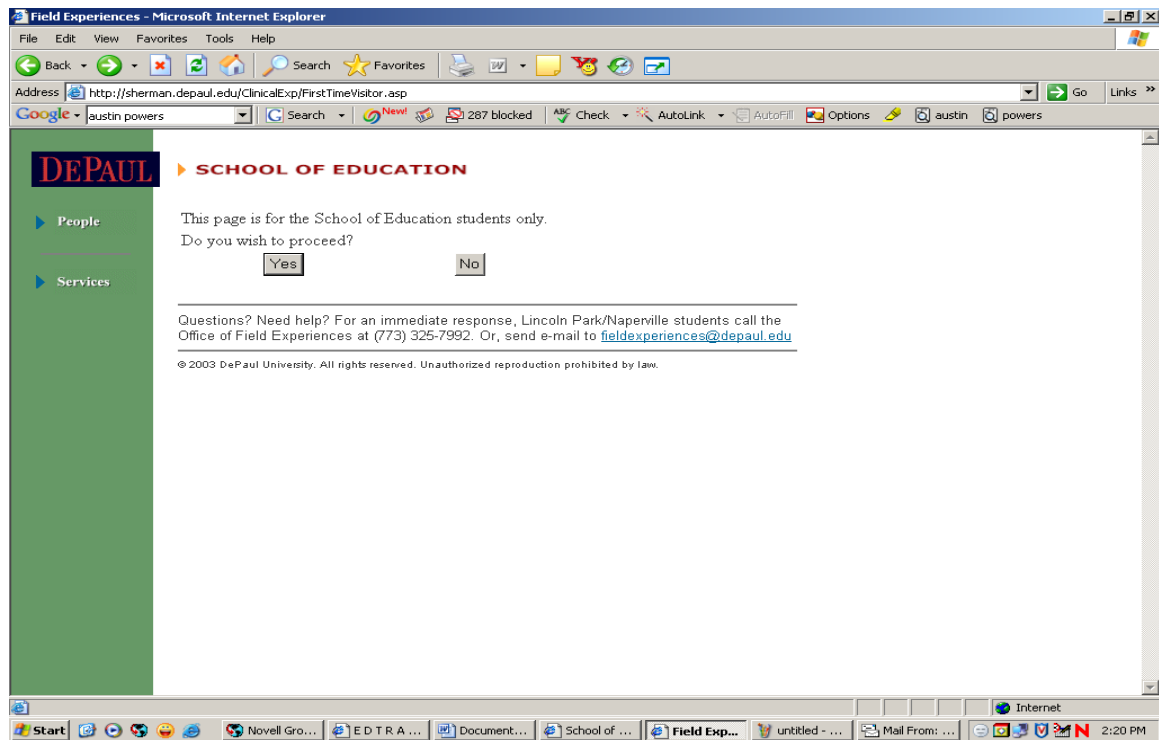 Field Experiences - Microsoft Internet Explorer
File Edit View Favorites Tools Help
Back Search Favorites
Address http://sherman.depaul.edu/ClinicalExp/FirstTimeVisitor.asp Go Links »
Google austin powers Search New! 287 blocked ABC Check AutoLink AutoFill Options austin powers
DEPAUL SCHOOL OF EDUCATION
People
Services
This page is for the School of Education students only.
Do you wish to proceed?
Yes No
Questions? Need help? For an immediate response, Lincoln Park/Naperville students call the
Office of Field Experiences at (773) 325-7992. Or, send e-mail to fieldexperiences@depaul.edu
© 2003 DePaul University. All rights reserved. Unauthorized reproduction prohibited by law.
Internet
Start Novell Gro... E D T R A ... Document... School of ... Field Exp... untitled - ... Mail From: ... 2:20 PM